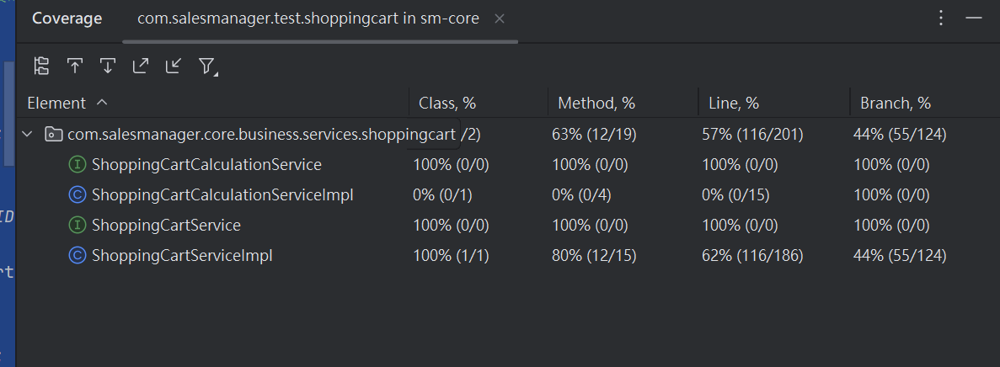 Coverage com.salesmanager.test.shoppingcart in sm-core
Element Class, % Method, % Line, % Branch, %
com.salesmanager.core.business.services.shoppingcart /2) 63% (12/19) 57% (116/201) 44% (55/124)
ShoppingCartCalculationService 100% (0/0) 100% (0/0) 100% (0/0) 100% (0/0)
ShoppingCartCalculationServiceImpl 0% (0/1) 0% (0/4) 0% (0/15) 100% (0/0)
ID
ShoppingCartService 100% (0/0) 100% (0/0) 100% (0/0) 100% (0/0)
ShoppingCartServiceImpl 100% (1/1) 80% (12/15) 62% (116/186) 44% (55/124)
rt